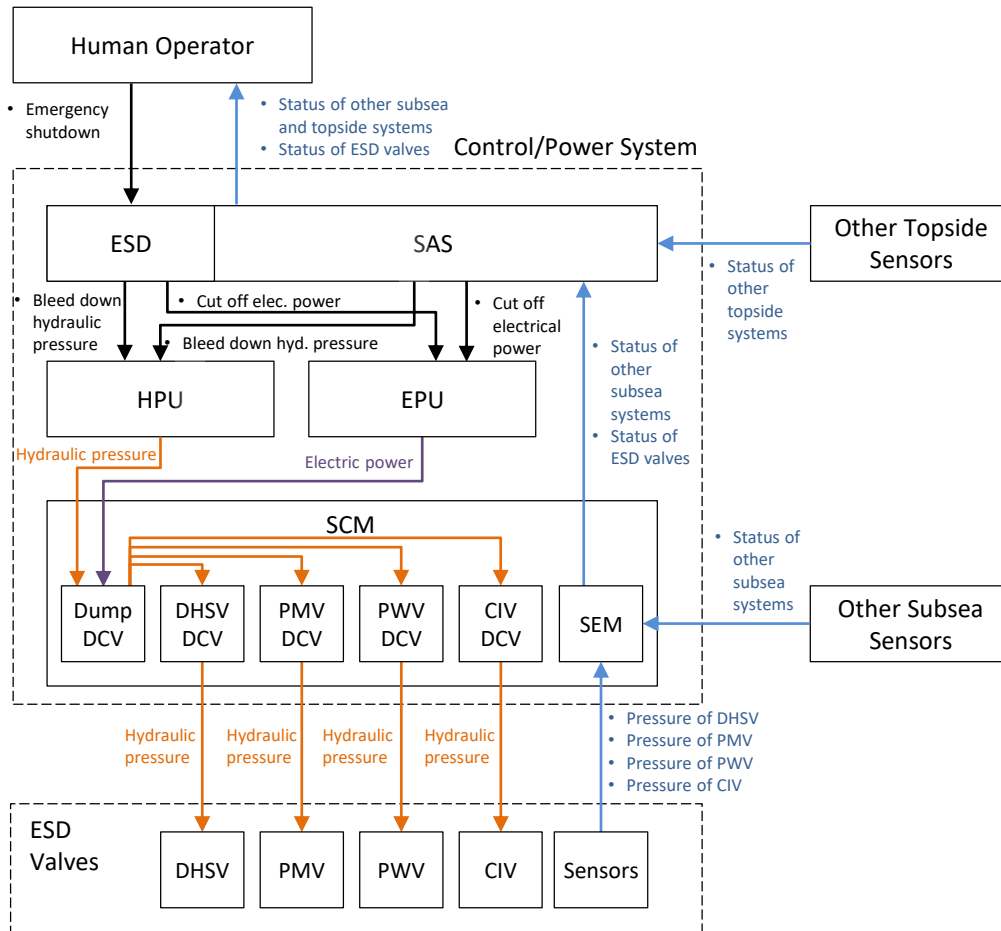 Human Operator
• Emergency
shutdown
• Status of other subsea
and topside systems
• Status of ESD valves
Control/Power System
ESD
SAS
Other Topside
Sensors
• Status of
other
topside
systems
• Bleed down
hydraulic
pressure
• Cut off elec. power
• Bleed down hyd. pressure
• Cut off
electrical
power
• Status of
other
subsea
systems
• Status of
ESD valves
HPU
EPU
Hydraulic pressure
Electric power
SCM
• Status of
other
subsea
systems
Dump
DCV
DHSV
DCV
PMV
DCV
PWV
DCV
CIV
DCV
SEM
Other Subsea
Sensors
Hydraulic
pressure
Hydraulic
pressure
Hydraulic
pressure
Hydraulic
pressure
• Pressure of DHSV
• Pressure of PMV
• Pressure of PWV
• Pressure of CIV
ESD
Valves
DHSV
PMV
PWV
CIV
Sensors